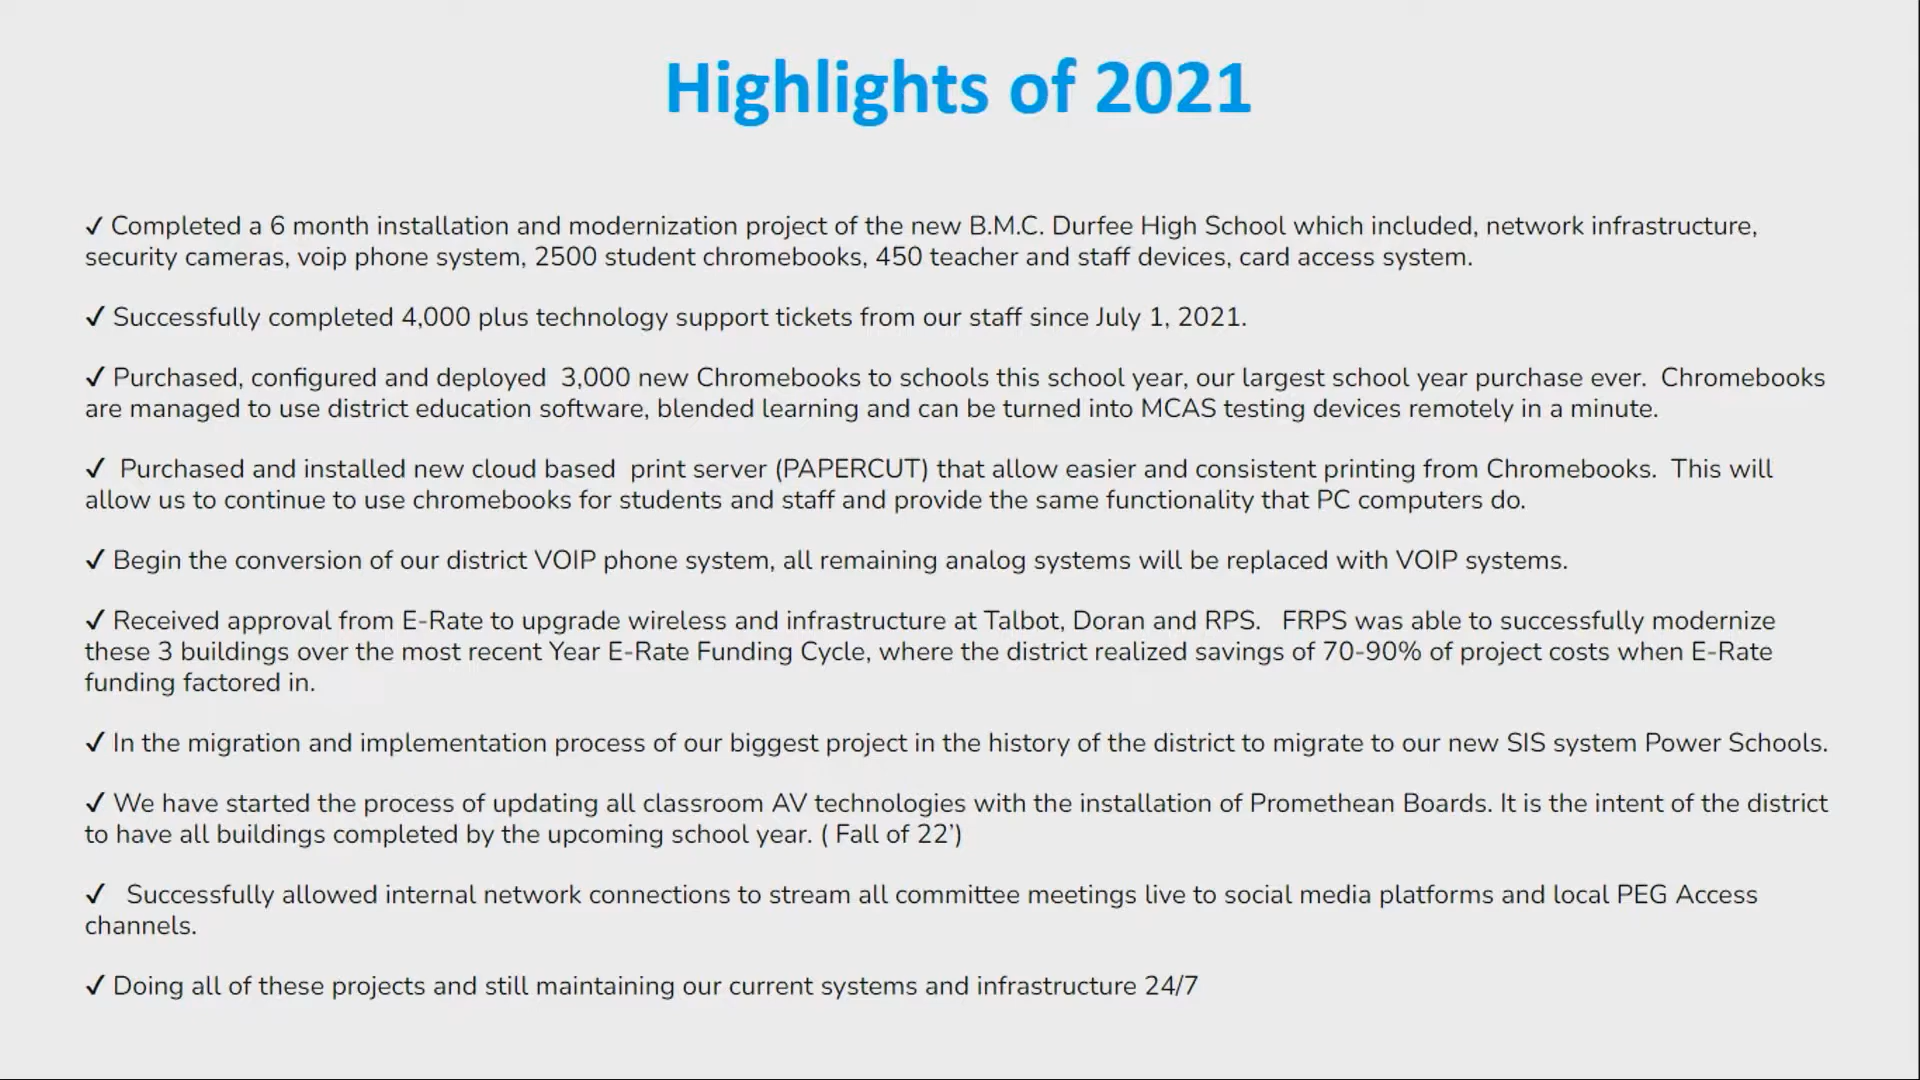 Highlights of 2021
✓ Completed a 6 month installation and modernization project of the new B.M.C. Durfee High School which included, network infrastructure,
security cameras, voip phone system, 2500 student chromebooks, 450 teacher and staff devices, card access system.
✓ Successfully completed 4,000 plus technology support tickets from our staff since July 1, 2021.
✓ Purchased, configured and deployed  3,000 new Chromebooks to schools this school year, our largest school year purchase ever.  Chromebooks
are managed to use district education software, blended learning and can be turned into MCAS testing devices remotely in a minute.
✓  Purchased and installed new cloud based  print server (PAPERCUT) that allow easier and consistent printing from Chromebooks.  This will
allow us to continue to use chromebooks for students and staff and provide the same functionality that PC computers do.
✓ Begin the conversion of our district VOIP phone system, all remaining analog systems will be replaced with VOIP systems.
✓ Received approval from E-Rate to upgrade wireless and infrastructure at Talbot, Doran and RPS.   FRPS was able to successfully modernize
these 3 buildings over the most recent Year E-Rate Funding Cycle, where the district realized savings of 70-90% of project costs when E-Rate
funding factored in.
✓ In the migration and implementation process of our biggest project in the history of the district to migrate to our new SIS system Power Schools.
✓ We have started the process of updating all classroom AV technologies with the installation of Promethean Boards. It is the intent of the district
to have all buildings completed by the upcoming school year. ( Fall of 22’)
✓   Successfully allowed internal network connections to stream all committee meetings live to social media platforms and local PEG Access
channels.
✓ Doing all of these projects and still maintaining our current systems and infrastructure 24/7